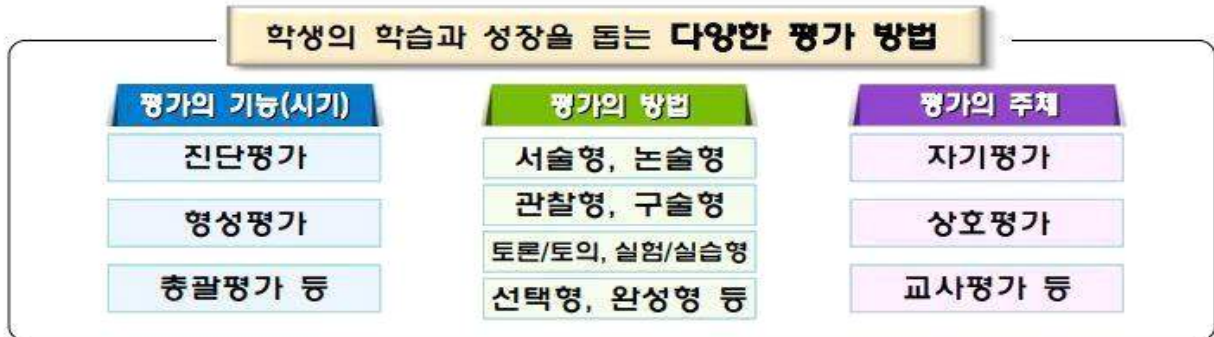 학생의 학습과 성장을 돕는 다양한 평가 방법
평가의 기능(시기)
진단평가
형성평가
총괄평가 등
평가의 방법
서술형, 논술형
관찰형, 구술형
토론/토의, 실험/실습형
선택형, 완성형 등
평가의 주체
자기평가
상호평가
교사평가 등